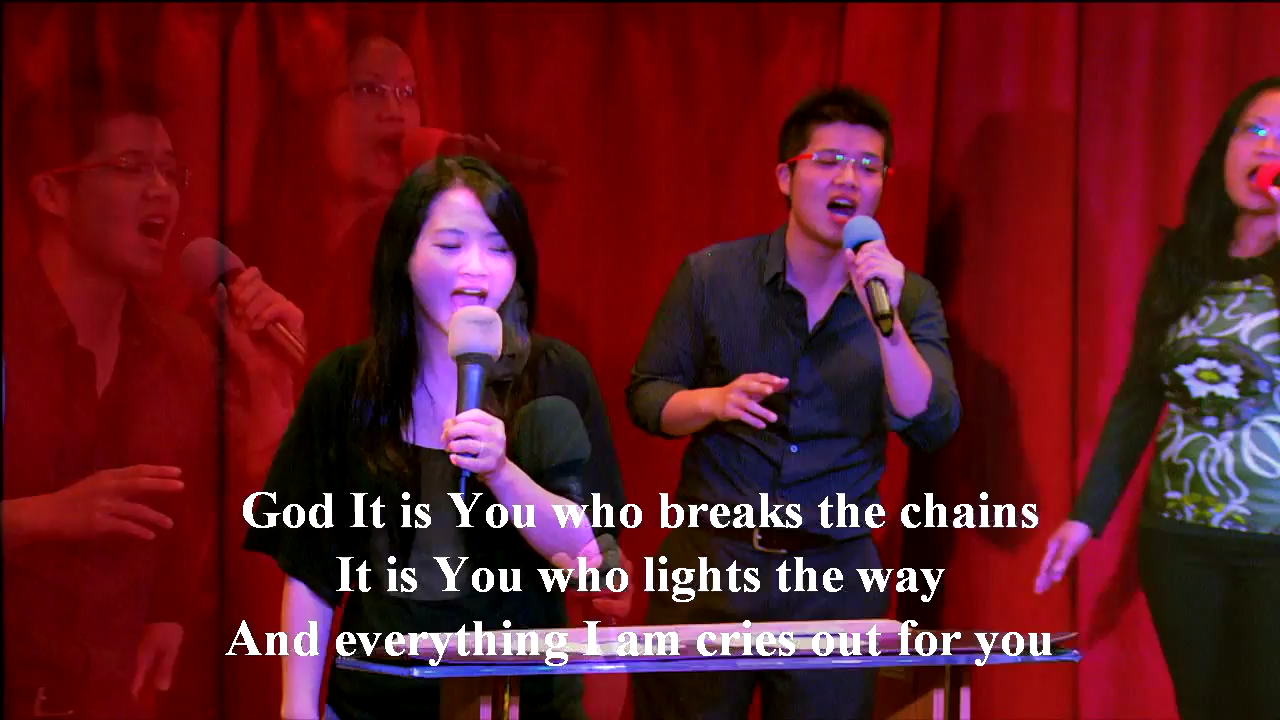 God It is You who breaks the chains
It is You who lights the way
And everything I am cries out for you